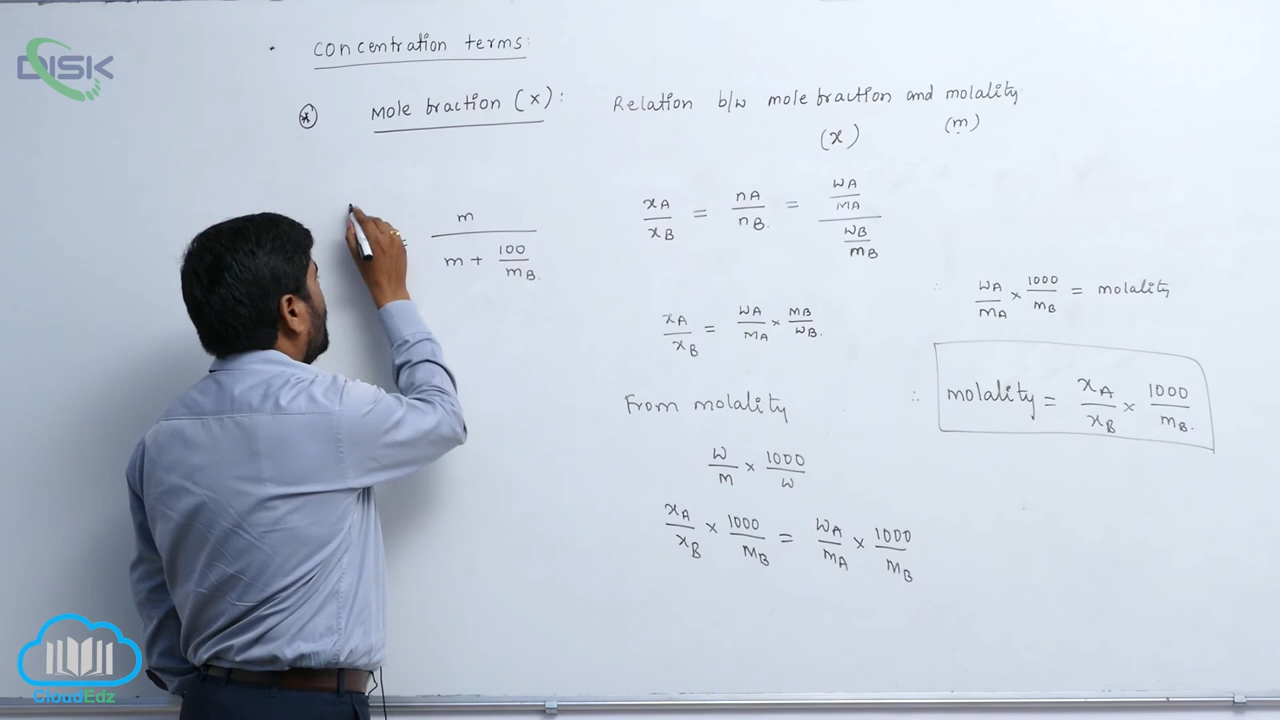 DISK
. Concentration terms:
* Mole fraction (x): Relation b/w mole fraction and molality
(x) (m)
m / (m + 100/mB.)
xA/xB = nA/nB. = (WA/MA) / (WB/mB)
xA/xB = WA/MA × MB/WB.
∴ WA/MA × 1000/mB = molality
From molality
∴ molality = xA/xB × 1000/mB.
W/m × 1000/W
xA/xB × 1000/MB = WA/mA × 1000/MB
CloudEdz